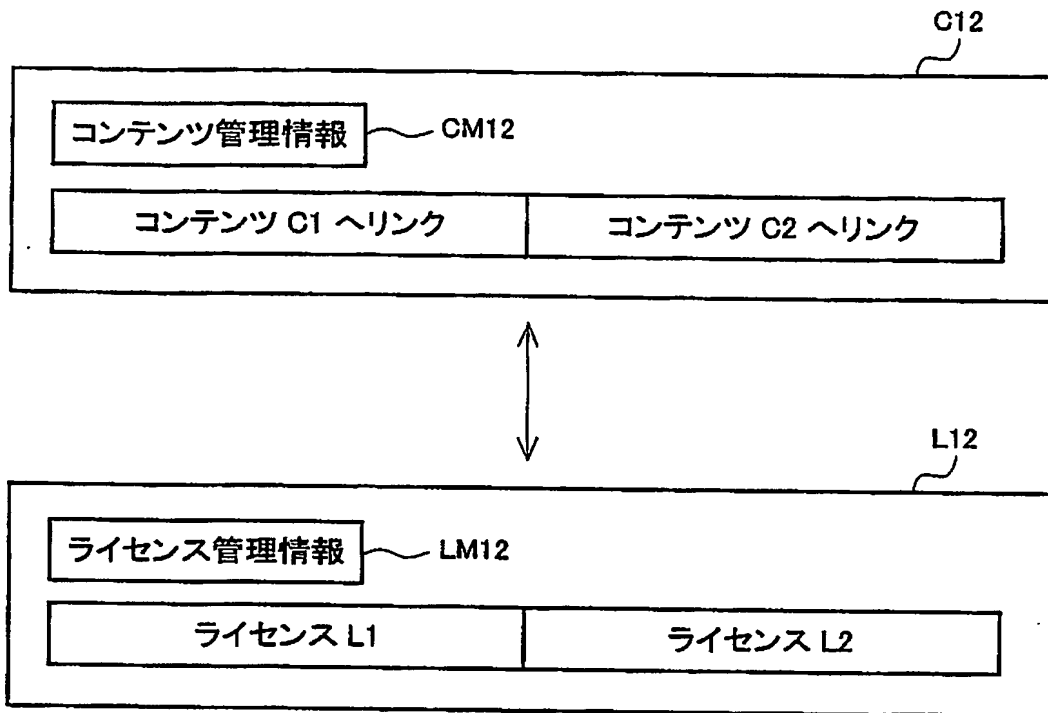 C12
コンテンツ管理情報
CM12
コンテンツ C1 へリンク
コンテンツ C2 へリンク
L12
ライセンス管理情報
LM12
ライセンス L1
ライセンス L2